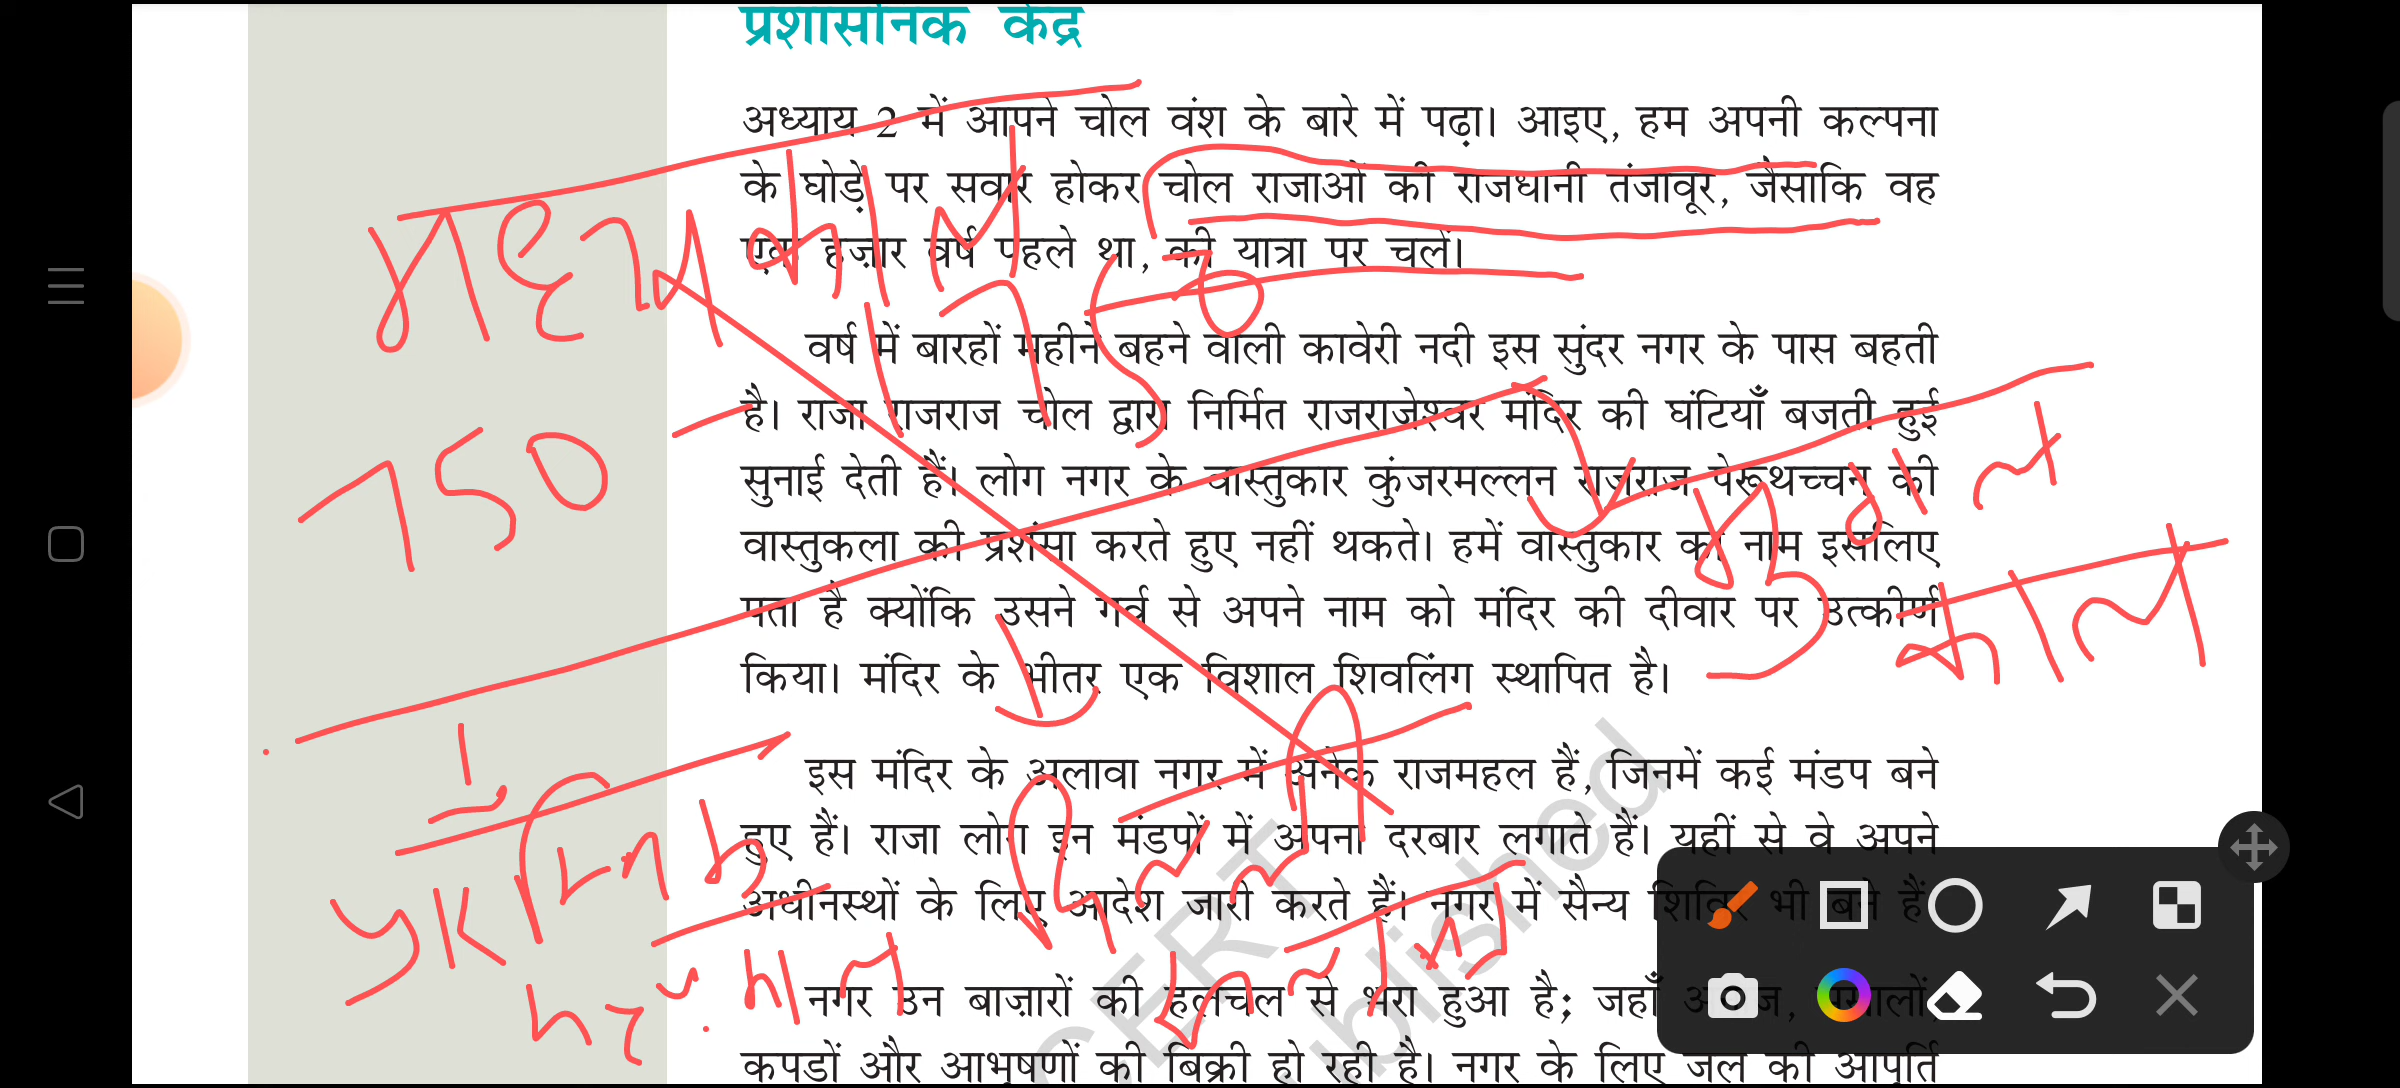 प्रशासनिक केंद्र
अध्याय 2 में आपने चोल वंश के बारे में पढ़ा। आइए, हम अपनी कल्पना
के घोड़े पर सवार होकर चोल राजाओं की राजधानी तंजावूर, जैसाकि वह
एक हज़ार वर्ष पहले था, की यात्रा पर चलें।
वर्ष में बारहों महीने बहने वाली कावेरी नदी इस सुंदर नगर के पास बहती
है। राजा राजराज चोल द्वारा निर्मित राजराजेश्वर मंदिर की घंटियाँ बजती हुई
सुनाई देती हैं। लोग नगर के वास्तुकार कुंजरमल्लन राजराज पेरूथच्चन की
वास्तुकला की प्रशंसा करते हुए नहीं थकते। हमें वास्तुकार का नाम इसलिए
पता है क्योंकि उसने गर्व से अपने नाम को मंदिर की दीवार पर उत्कीर्ण
किया। मंदिर के भीतर एक विशाल शिवलिंग स्थापित है।
इस मंदिर के अलावा नगर में अनेक राजमहल हैं, जिनमें कई मंडप बने
हुए हैं। राजा लोग इन मंडपों में अपना दरबार लगाते हैं। यहीं से वे अपने
अधीनस्थों के लिए आदेश जारी करते हैं। नगर में सैन्य शिविर भी बने हैं
नगर उन बाज़ारों की हलचल से भरा हुआ है; जहाँ
कपडों और आभूषणों की बिक्री हो रही है। नगर के लिए जल की आपूर्ति
750 -
1750
काल